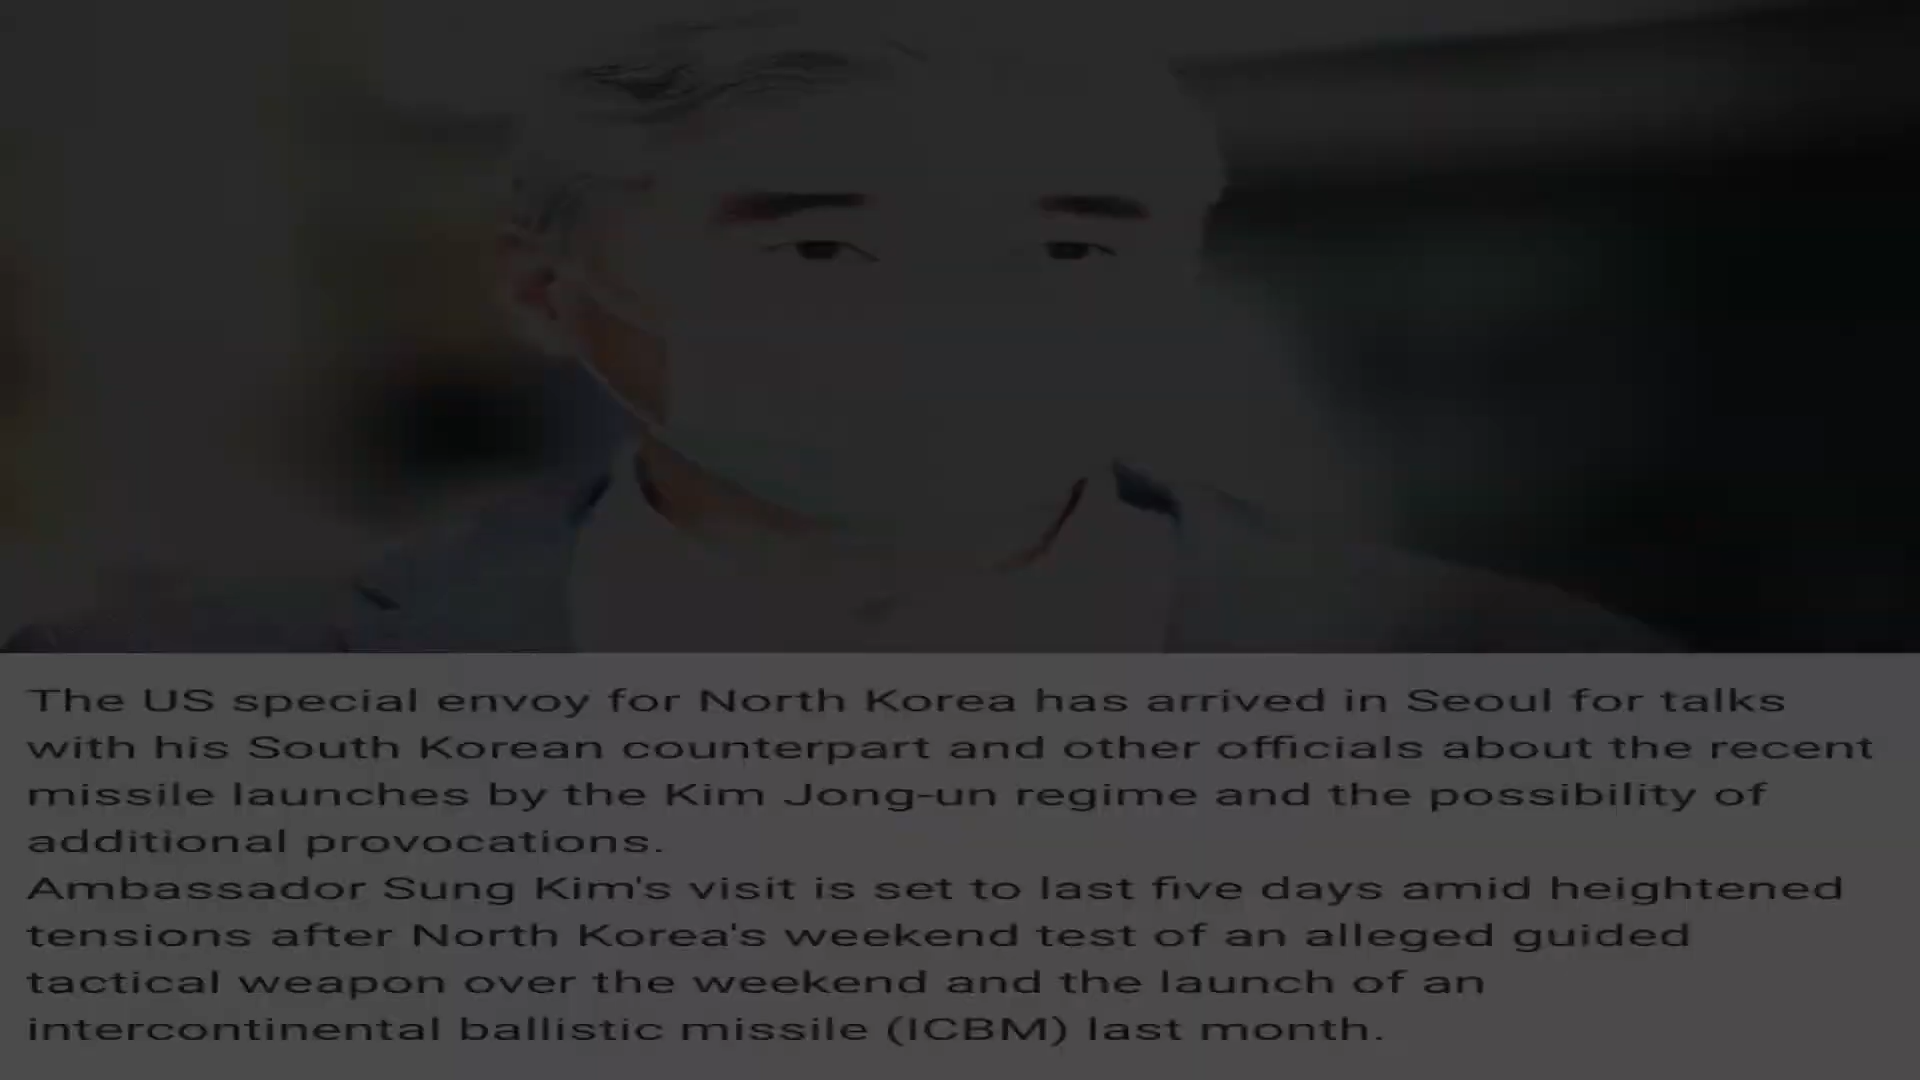 The US special envoy for North Korea has arrived in Seoul for talks
with his South Korean counterpart and other officials about the recent
missile launches by the Kim Jong-un regime and the possibility of
additional provocations.
Ambassador Sung Kim's visit is set to last five days amid heightened
tensions after North Korea's weekend test of an alleged guided
tactical weapon over the weekend and the launch of an
intercontinental ballistic missile (ICBM) last month.